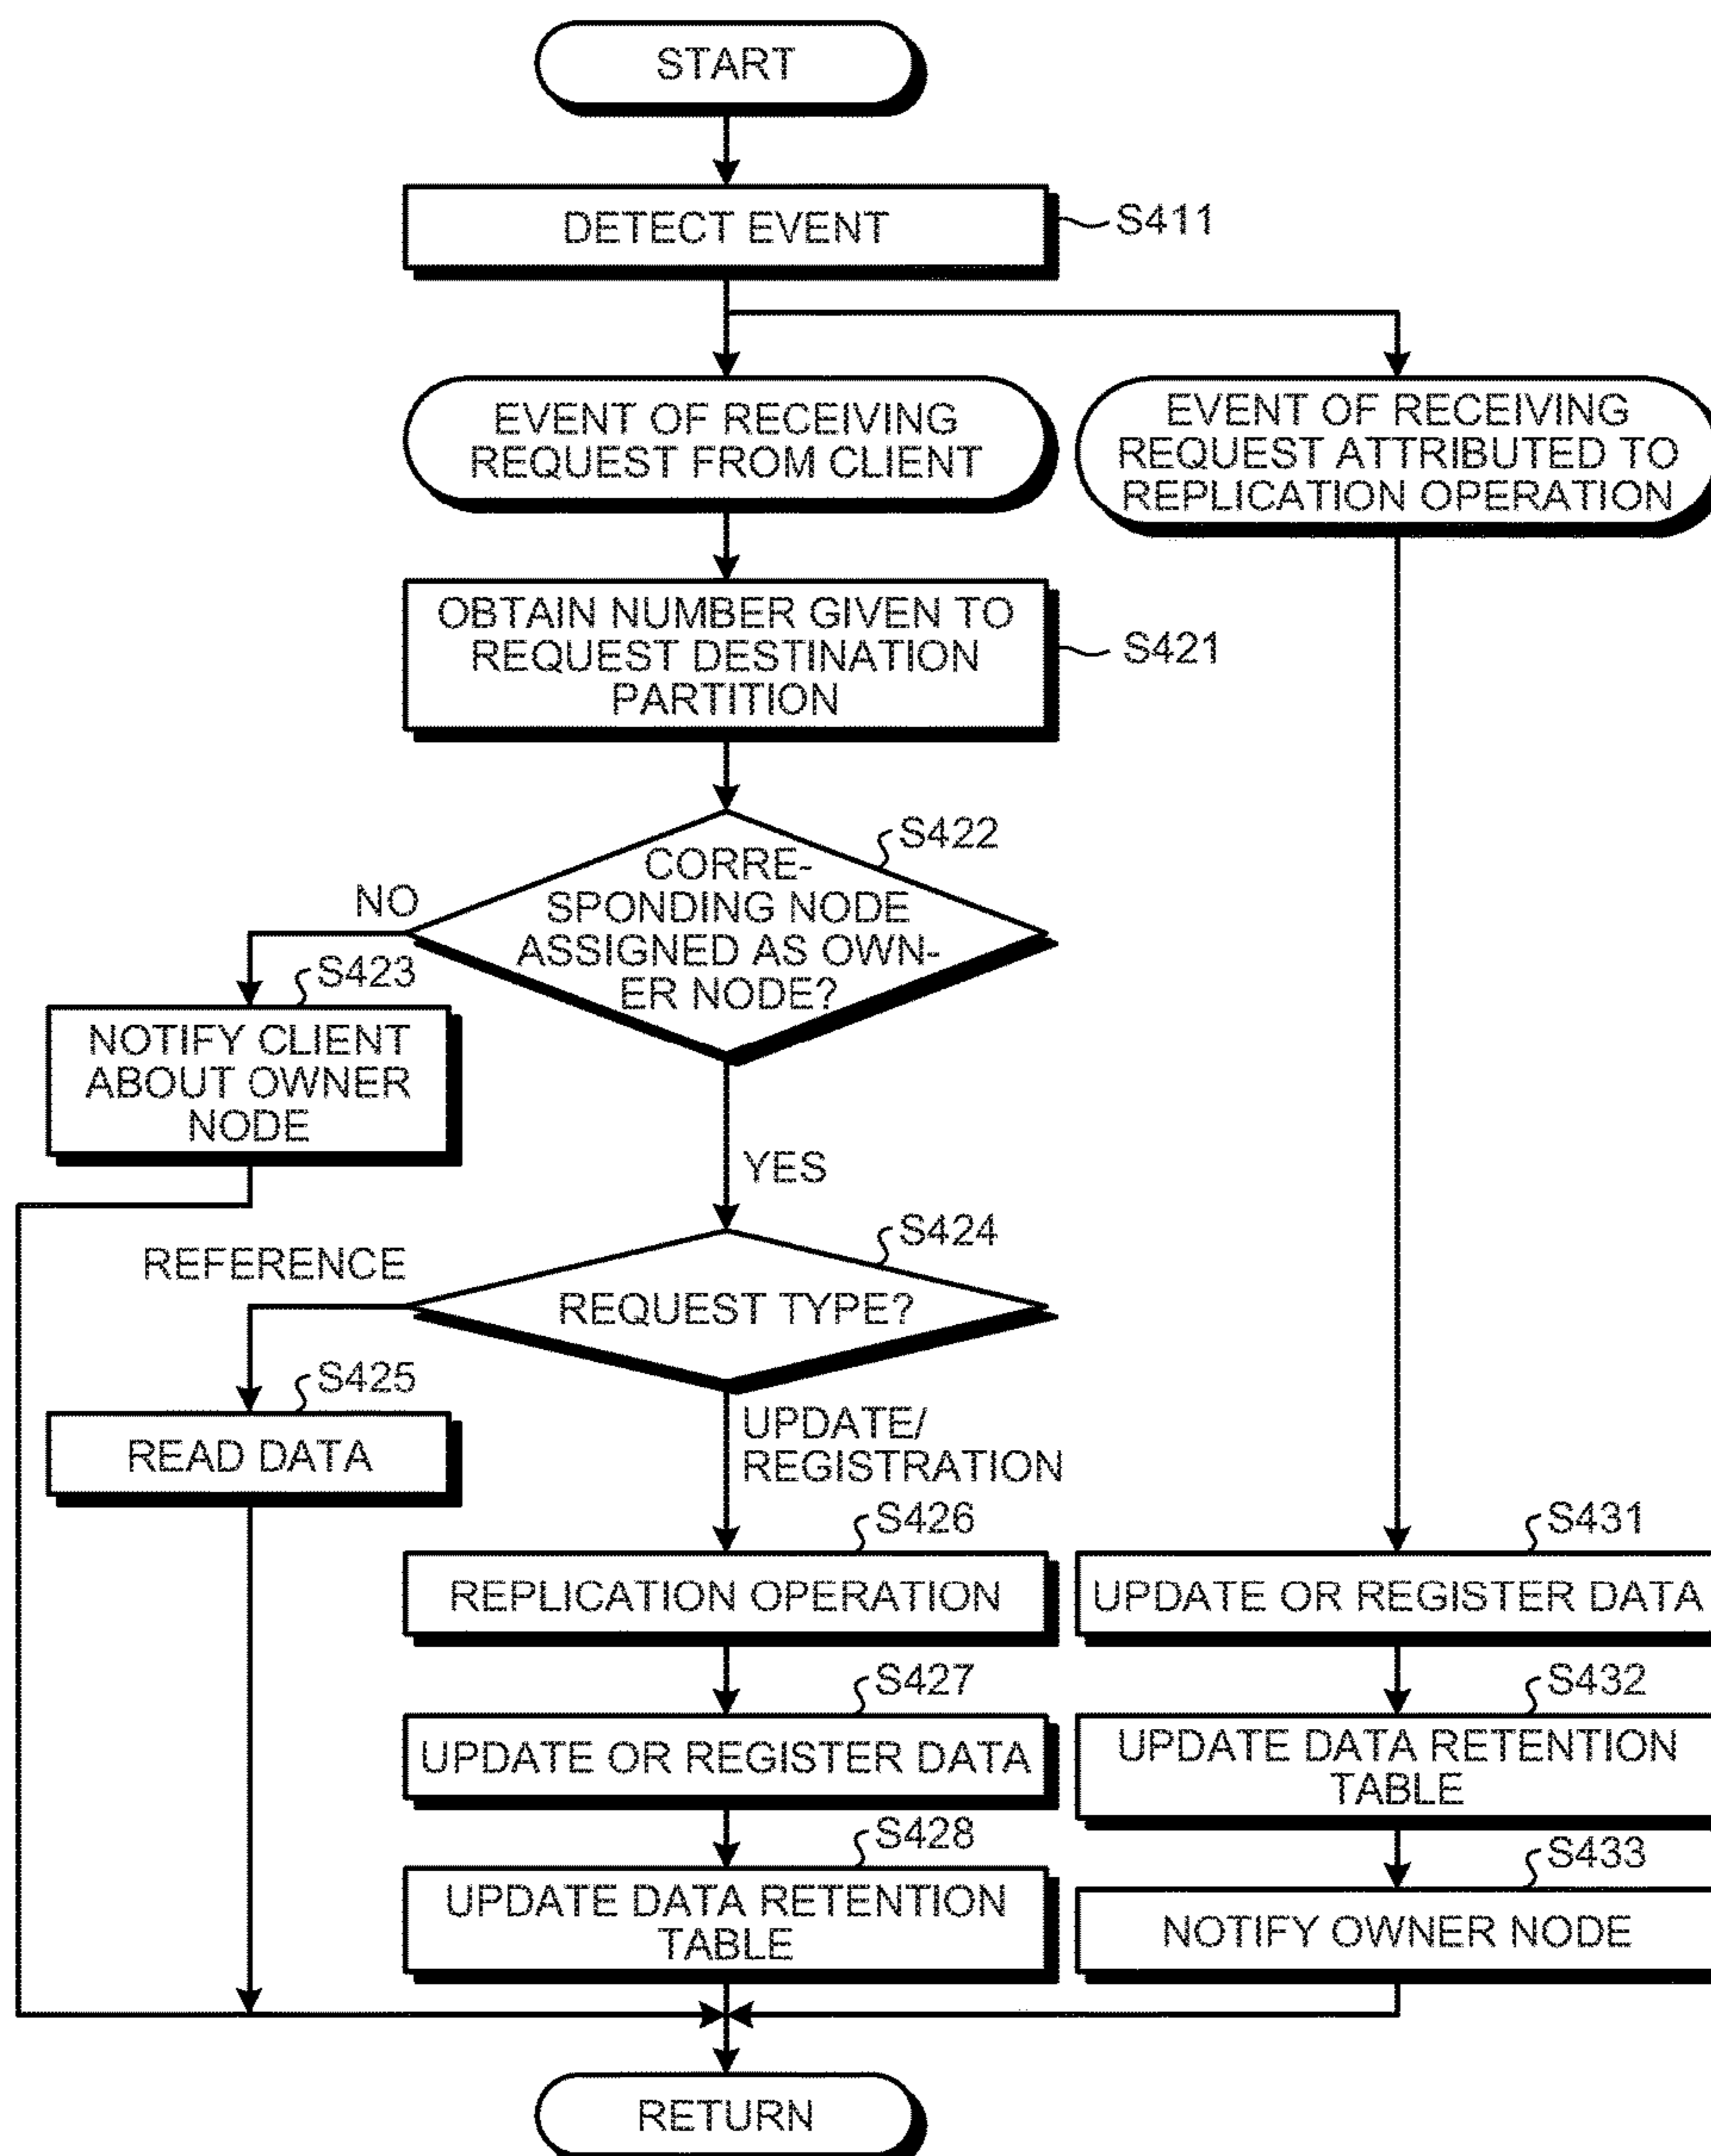 START
DETECT EVENT
S411
EVENT OF RECEIVING
REQUEST FROM CLIENT
EVENT OF RECEIVING
REQUEST ATTRIBUTED TO
REPLICATION OPERATION
OBTAIN NUMBER GIVEN TO
REQUEST DESTINATION
PARTITION
S421
S422
CORRE-
SPONDING NODE
ASSIGNED AS OWN-
ER NODE?
NO
S423
NOTIFY CLIENT
ABOUT OWNER
NODE
YES
S424
REQUEST TYPE?
REFERENCE
S425
READ DATA
UPDATE/
REGISTRATION
S426
REPLICATION OPERATION
S427
UPDATE OR REGISTER DATA
S428
UPDATE DATA RETENTION
TABLE
S431
UPDATE OR REGISTER DATA
S432
UPDATE DATA RETENTION
TABLE
S433
NOTIFY OWNER NODE
RETURN